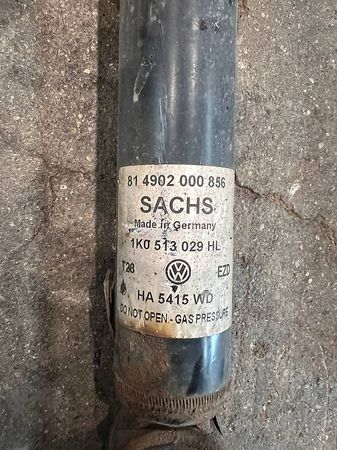 81 4902 000 856
SACHS
Made in Germany
1K0 513 029 HL
T28 EZD
HA 5415 WD
DO NOT OPEN - GAS PRESSURE